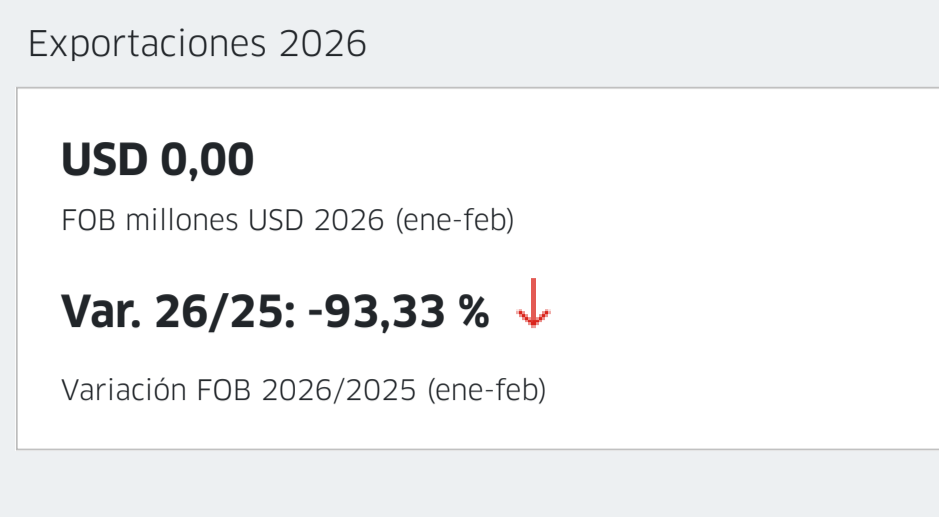 Exportaciones 2026
USD 0,00
FOB millones USD 2026 (ene-feb)
Var. 26/25: -93,33 %
Variación FOB 2026/2025 (ene-feb)